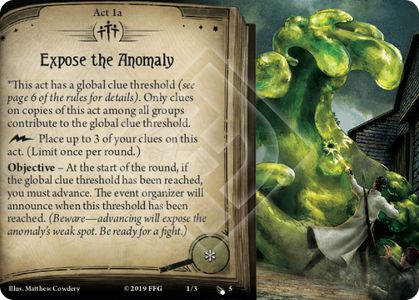 Act 1a
Expose the Anomaly
*This act has a global clue threshold (see
page 6 of the rules for details). Only clues
on copies of this act among all groups
contribute to the global clue threshold.
Place up to 3 of your clues on this
act. (Limit once per round.)
Objective – At the start of the round, if
the global clue threshold has been reached,
you must advance. The event organizer will
announce when this threshold has been
reached. (Beware—advancing will expose the
anomaly's weak spot. Be ready for a fight.)
*
Illus. Matthew Cowdery
©2019 FFG
1/3
5